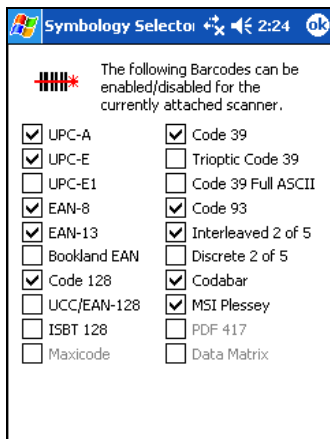 Symbology Selecto 2:24 ok
The following Barcodes can be
enabled/disabled for the
currently attached scanner.
UPC-A Code 39
UPC-E Trioptic Code 39
UPC-E1 Code 39 Full ASCII
EAN-8 Code 93
EAN-13 Interleaved 2 of 5
Bookland EAN Discrete 2 of 5
Code 128 Codabar
UCC/EAN-128 MSI Plessey
ISBT 128 PDF 417
Maxicode Data Matrix